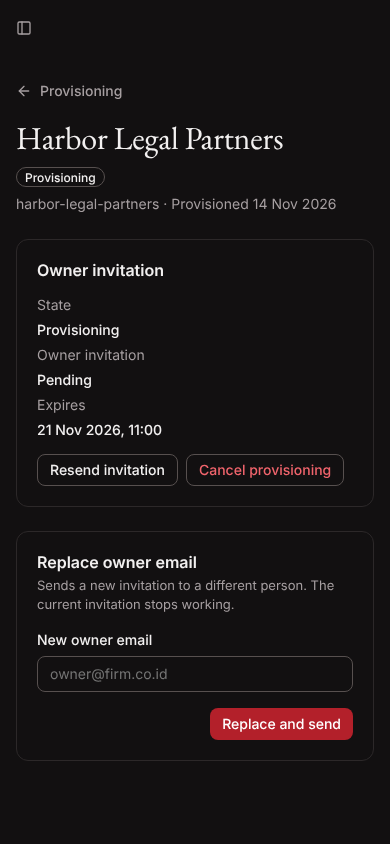 Provisioning
Harbor Legal Partners
Provisioning
harbor-legal-partners · Provisioned 14 Nov 2026
Owner invitation
State
Provisioning
Owner invitation
Pending
Expires
21 Nov 2026, 11:00
Resend invitation Cancel provisioning
Replace owner email
Sends a new invitation to a different person. The
current invitation stops working.
New owner email
owner@firm.co.id
Replace and send